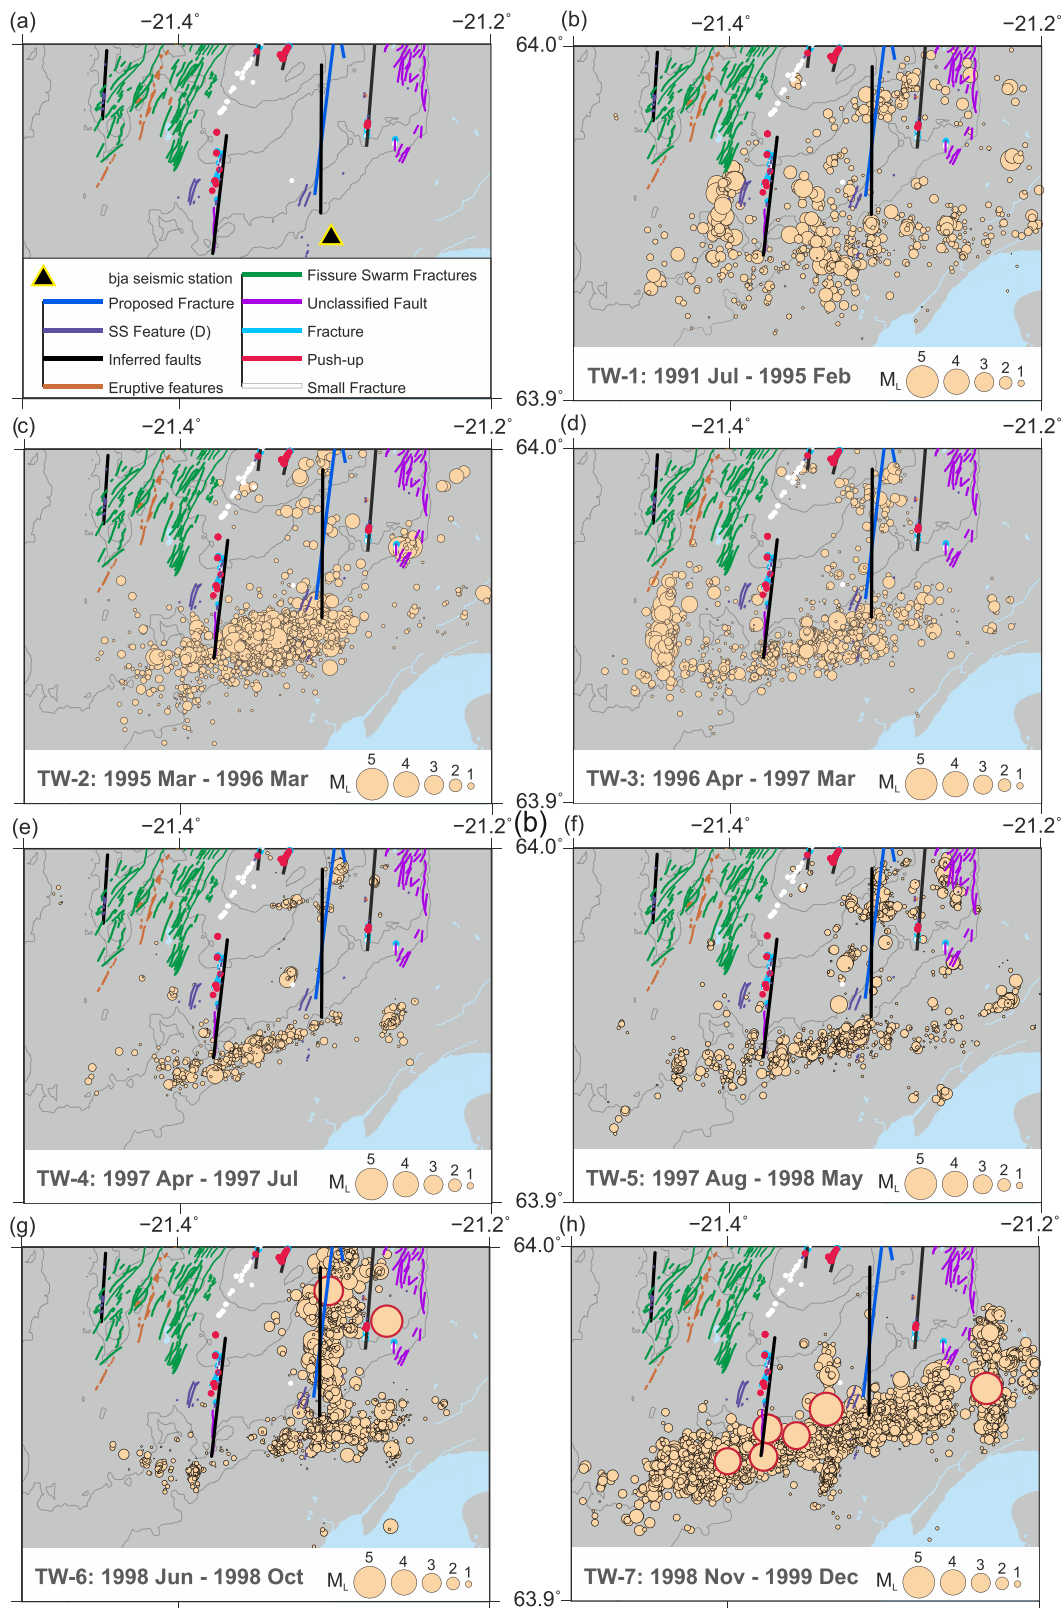 (a)
−21.4˚ −21.2˚
bja seismic station
Proposed Fracture
SS Feature (D)
Inferred faults
Eruptive features
Fissure Swarm Fractures
Unclassified Fault
Fracture
Push-up
Small Fracture
−21.4˚ −21.2˚
(b)
−21.4˚ −21.2˚
64.0˚
TW-1: 1991 Jul - 1995 Feb
ML 5 4 3 2 1
63.9˚
(c)
−21.4˚ −21.2˚
64.0˚
TW-2: 1995 Mar - 1996 Mar
ML 5 4 3 2 1
(d)
−21.4˚ −21.2˚
TW-3: 1996 Apr - 1997 Mar
ML 5 4 3 2 1
63.9˚
(e)
−21.4˚ −21.2˚
(b)
64.0˚
TW-4: 1997 Apr - 1997 Jul
ML 5 4 3 2 1
(f)
−21.4˚ −21.2˚
TW-5: 1997 Aug - 1998 May
ML 5 4 3 2 1
63.9˚
(g)
−21.4˚ −21.2˚
64.0˚
TW-6: 1998 Jun - 1998 Oct
ML 5 4 3 2 1
(h)
−21.4˚ −21.2˚
TW-7: 1998 Nov - 1999 Dec
ML 5 4 3 2 1
63.9˚